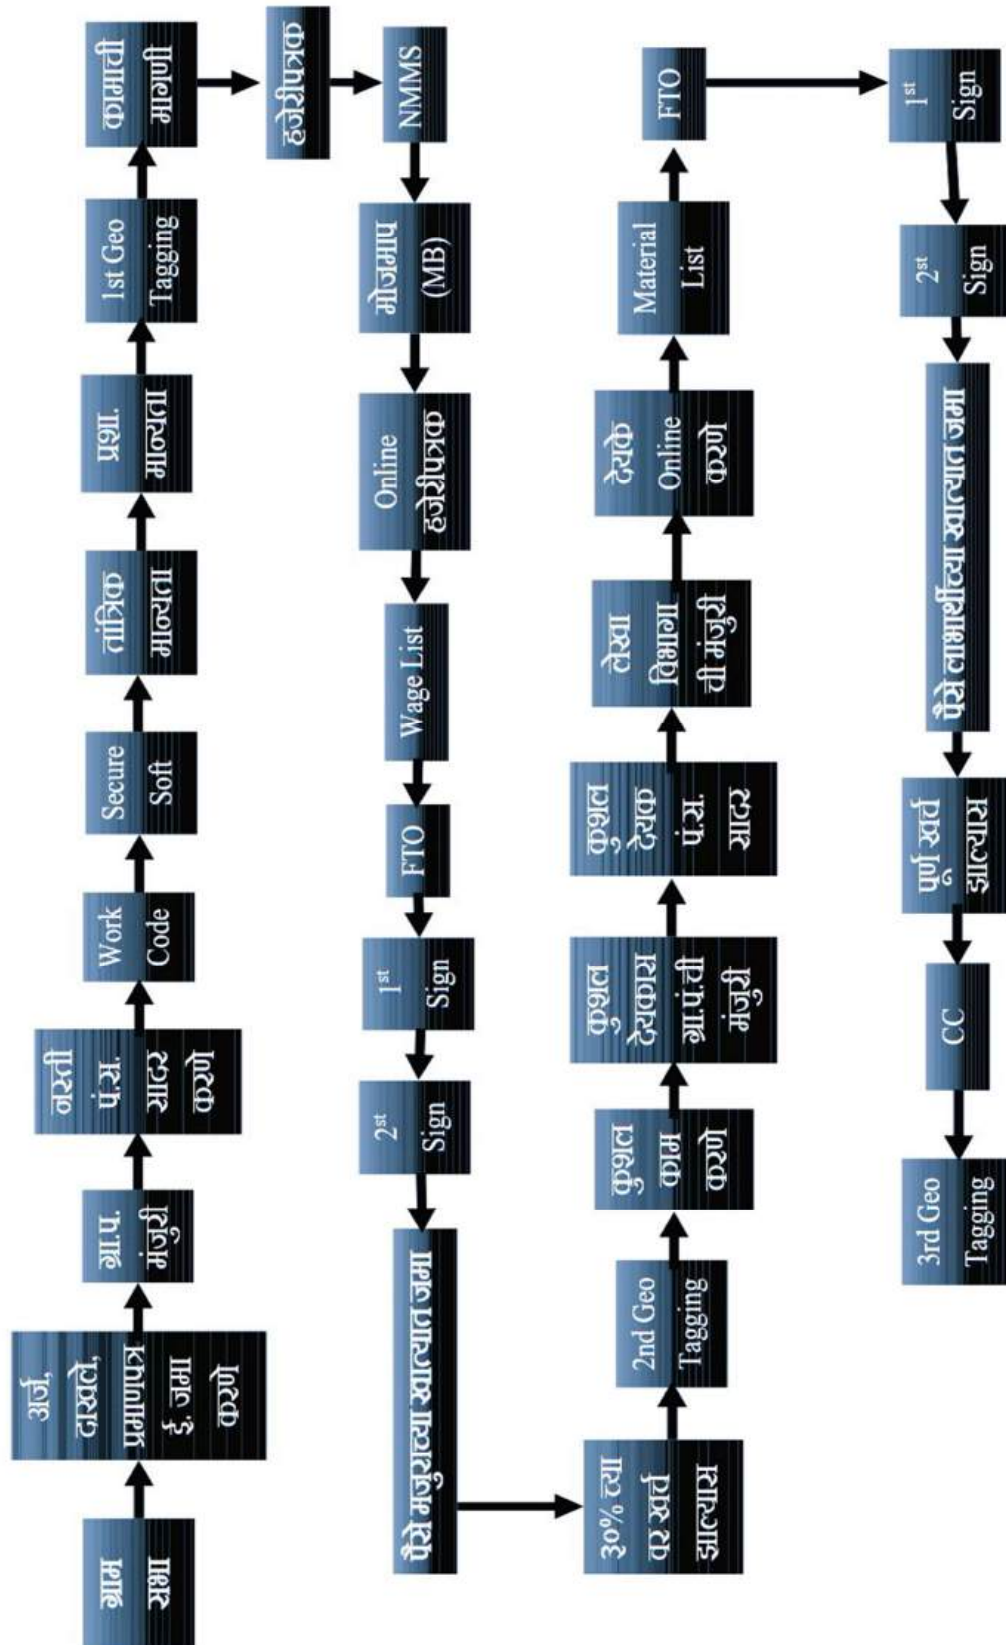 ग्राम
सभा
अर्ज,
दाखले,
प्रमाणपत्र
ई. जमा
करणे
ग्रा.प.
मंजुरी
नस्ती
पं.स.
सादर
करणे
Work
Code
Secure
Soft
तांत्रिक
मान्यता
प्रशा.
मान्यता
1st Geo
Tagging
कामाची
मागणी
हजेरीपत्रक
NMMS
मोजमाप
(MB)
Online
हजेरीपत्रक
Wage List
FTO
1st
Sign
2st
Sign
पैसे मजुराच्या खात्यात जमा
३०% च्या
वर खर्च
झाल्यास
2nd Geo
Tagging
कुशल
काम
करणे
कुशल
देयकास
ग्रा.पं.ची
मंजुरी
कुशल
देयक
पं.स.
सादर
लेखा
विभागा
ची मंजुरी
देयके
Online
करणे
Material
List
FTO
1st
Sign
2st
Sign
पैसे लाभार्थीच्या खात्यात जमा
पुर्ण खर्च
झाल्यास
CC
3rd Geo
Tagging